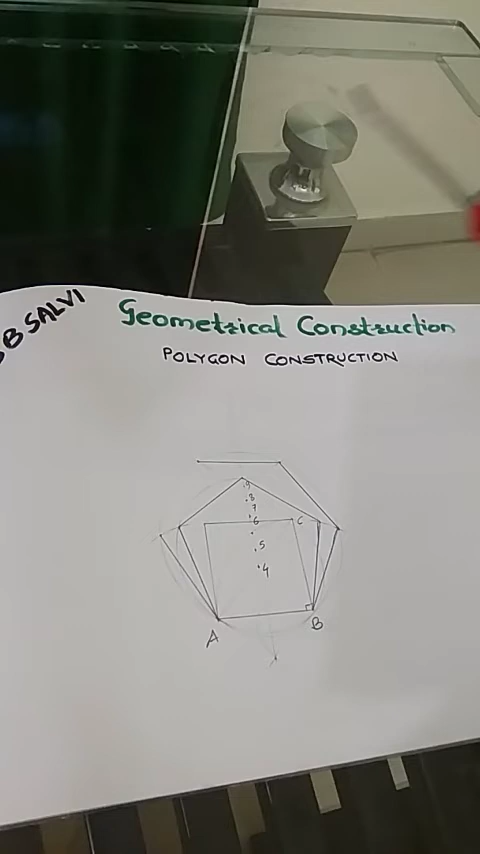 B SALVI
Geometrical Construction
POLYGON CONSTRUCTION
9
8
7
6
C
5
4
A
B